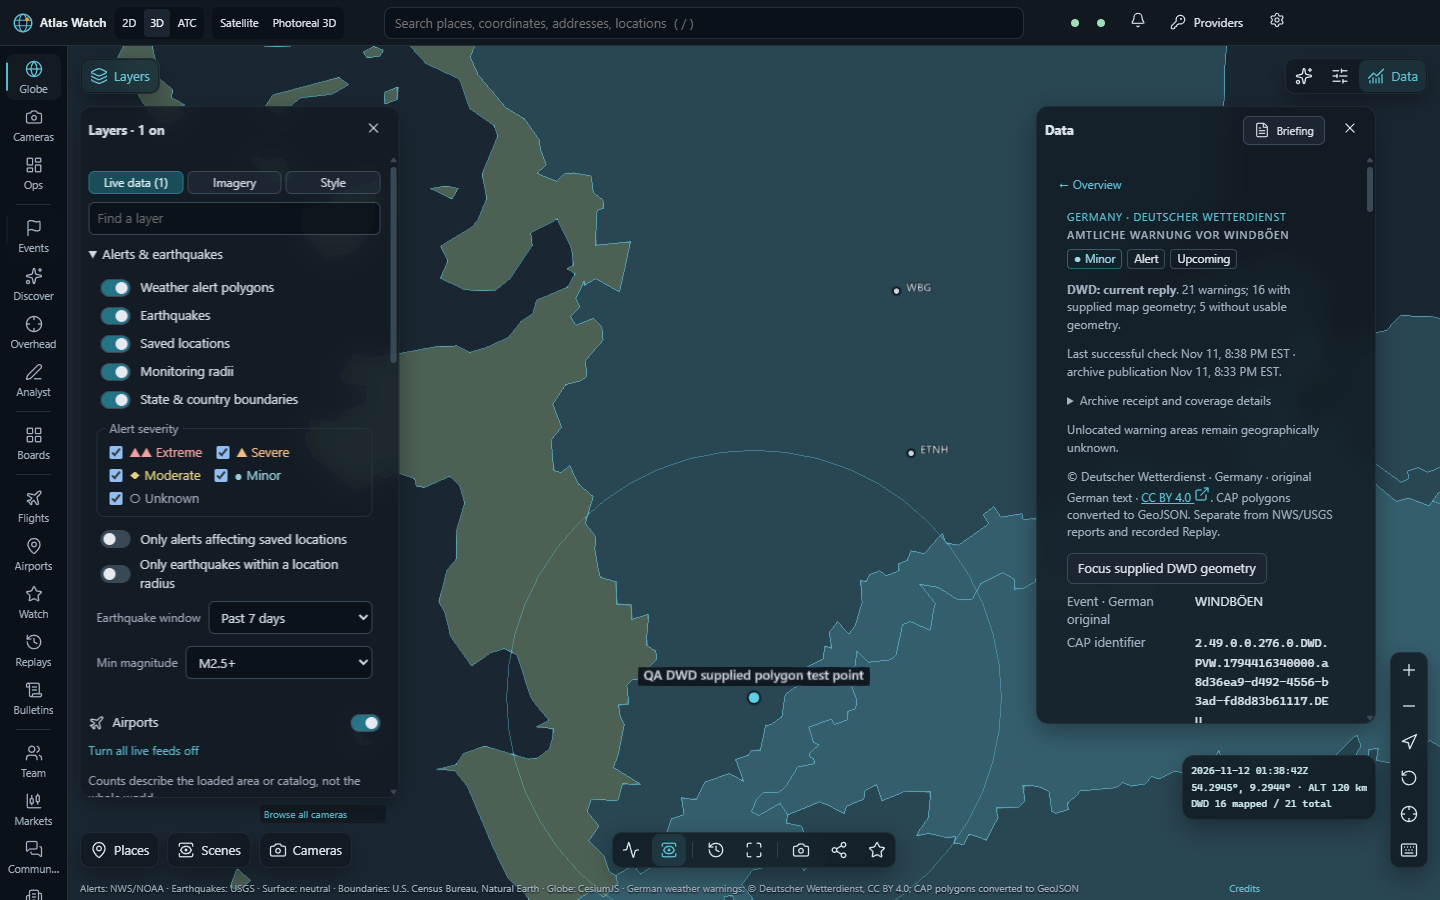 Atlas Watch
2D 3D ATC Satellite Photoreal 3D
Search places, coordinates, addresses, locations ( / )
Providers
Globe
Cameras
Ops
Events
Discover
Overhead
Analyst
Boards
Flights
Airports
Watch
Replays
Bulletins
Team
Markets
Commun...
Layers
Layers · 1 on
Live data (1) Imagery Style
Find a layer
▼ Alerts & earthquakes
Weather alert polygons
Earthquakes
Saved locations
Monitoring radii
State & country boundaries
Alert severity
Extreme Severe
Moderate Minor
Unknown
Only alerts affecting saved locations
Only earthquakes within a location
radius
Earthquake window Past 7 days
Min magnitude M2.5+
Airports
Turn all live feeds off
Counts describe the loaded area or catalog, not the
whole world.
Browse all cameras
Places Scenes Cameras
WBG
ETNH
QA DWD supplied polygon test point
Data
Data
Briefing
← Overview
GERMANY · DEUTSCHER WETTERDIENST
AMTLICHE WARNUNG VOR WINDBÖEN
Minor Alert Upcoming
DWD: current reply. 21 warnings; 16 with
supplied map geometry; 5 without usable
geometry.
Last successful check Nov 11, 8:38 PM EST ·
archive publication Nov 11, 8:33 PM EST.
▶ Archive receipt and coverage details
Unlocated warning areas remain geographically
unknown.
© Deutscher Wetterdienst · Germany · original
German text · CC BY 4.0 . CAP polygons
converted to GeoJSON. Separate from NWS/USGS
reports and recorded Replay.
Focus supplied DWD geometry
Event · German
original
WINDBÖEN
CAP identifier
2.49.0.0.276.0.DWD.
PVW.1794416340000.a
8d36ea9-d492-4556-b
3ad-fd8d83b61117.DE
U
2026-11-12 01:38:42Z
54.2945°, 9.2944° · ALT 120 km
DWD 16 mapped / 21 total
Alerts: NWS/NOAA · Earthquakes: USGS · Surface: neutral · Boundaries: U.S. Census Bureau, Natural Earth · Globe: CesiumJS · German weather warnings: © Deutscher Wetterdienst, CC BY 4.0; CAP polygons converted to GeoJSON
Credits